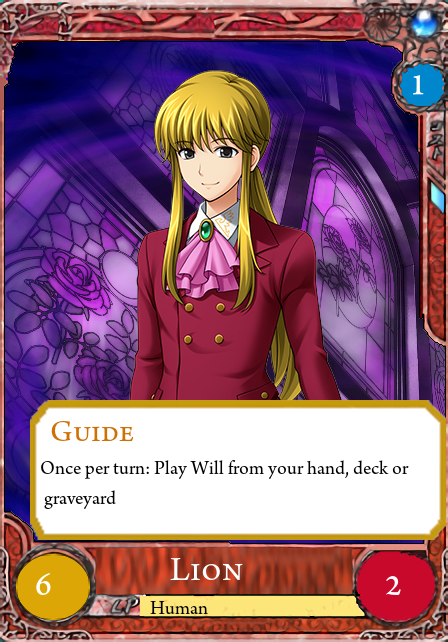 1
Guide
Once per turn: Play Will from your hand, deck or
graveyard
Lion
6
2
LP
Human